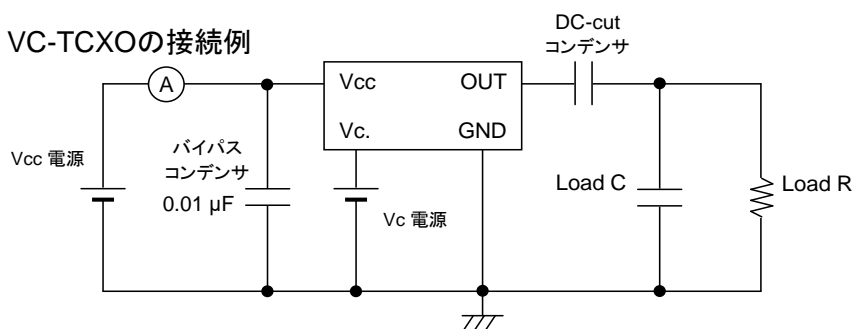 VC-TCXOの接続例
DC-cut
コンデンサ
A
Vcc
OUT
Vc.
GND
Vcc 電源
バイパス
コンデンサ
0.01 µF
Vc 電源
Load C
Load R